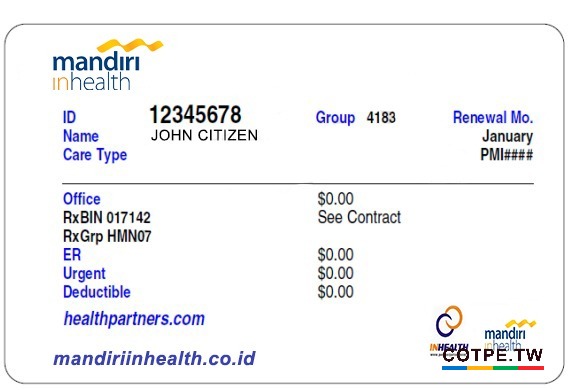 mandiri
inhealth
ID 12345678 Group 4183 Renewal Mo.
Name JOHN CITIZEN January
Care Type PMI####
Office $0.00
RxBIN 017142 See Contract
RxGrp HMN07
ER $0.00
Urgent $0.00
Deductible $0.00
healthpartners.com
INHEALTH
mandiri
inhealth
mandiriinhealth.co.id
COTPE.TW